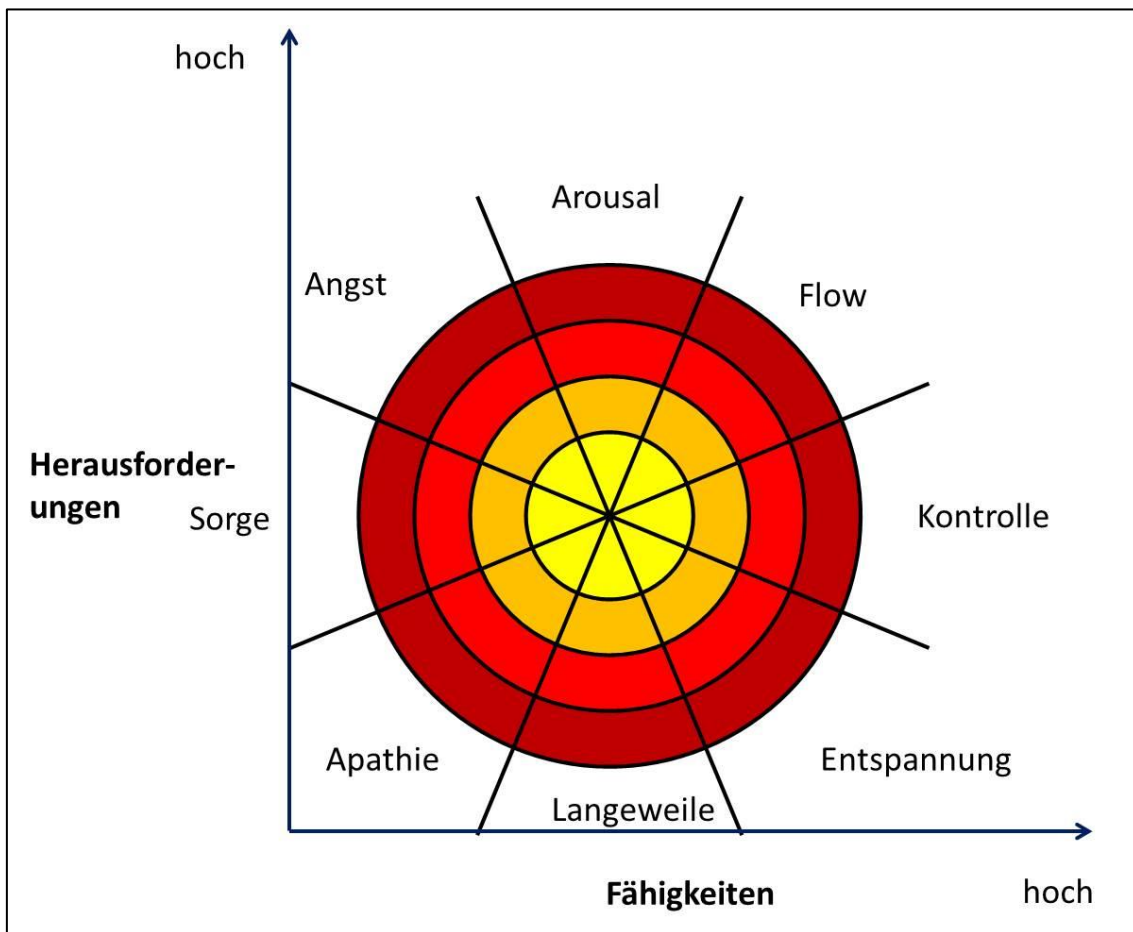 hoch
Arousal
Angst
Flow
Herausforder-
ungen
Sorge
Kontrolle
Apathie
Entspannung
Langeweile
Fähigkeiten
hoch